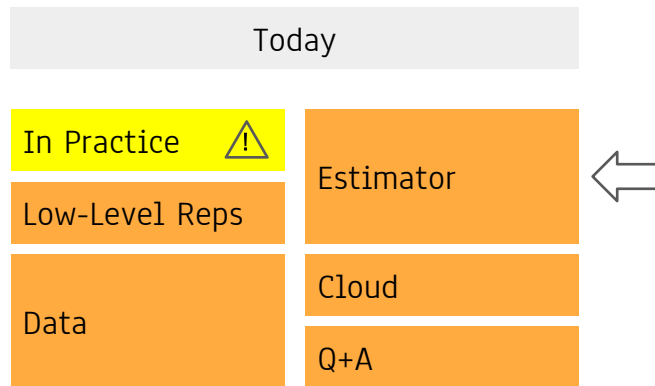 Today
In Practice
Low-Level Reps
Data
Estimator
Cloud
Q+A